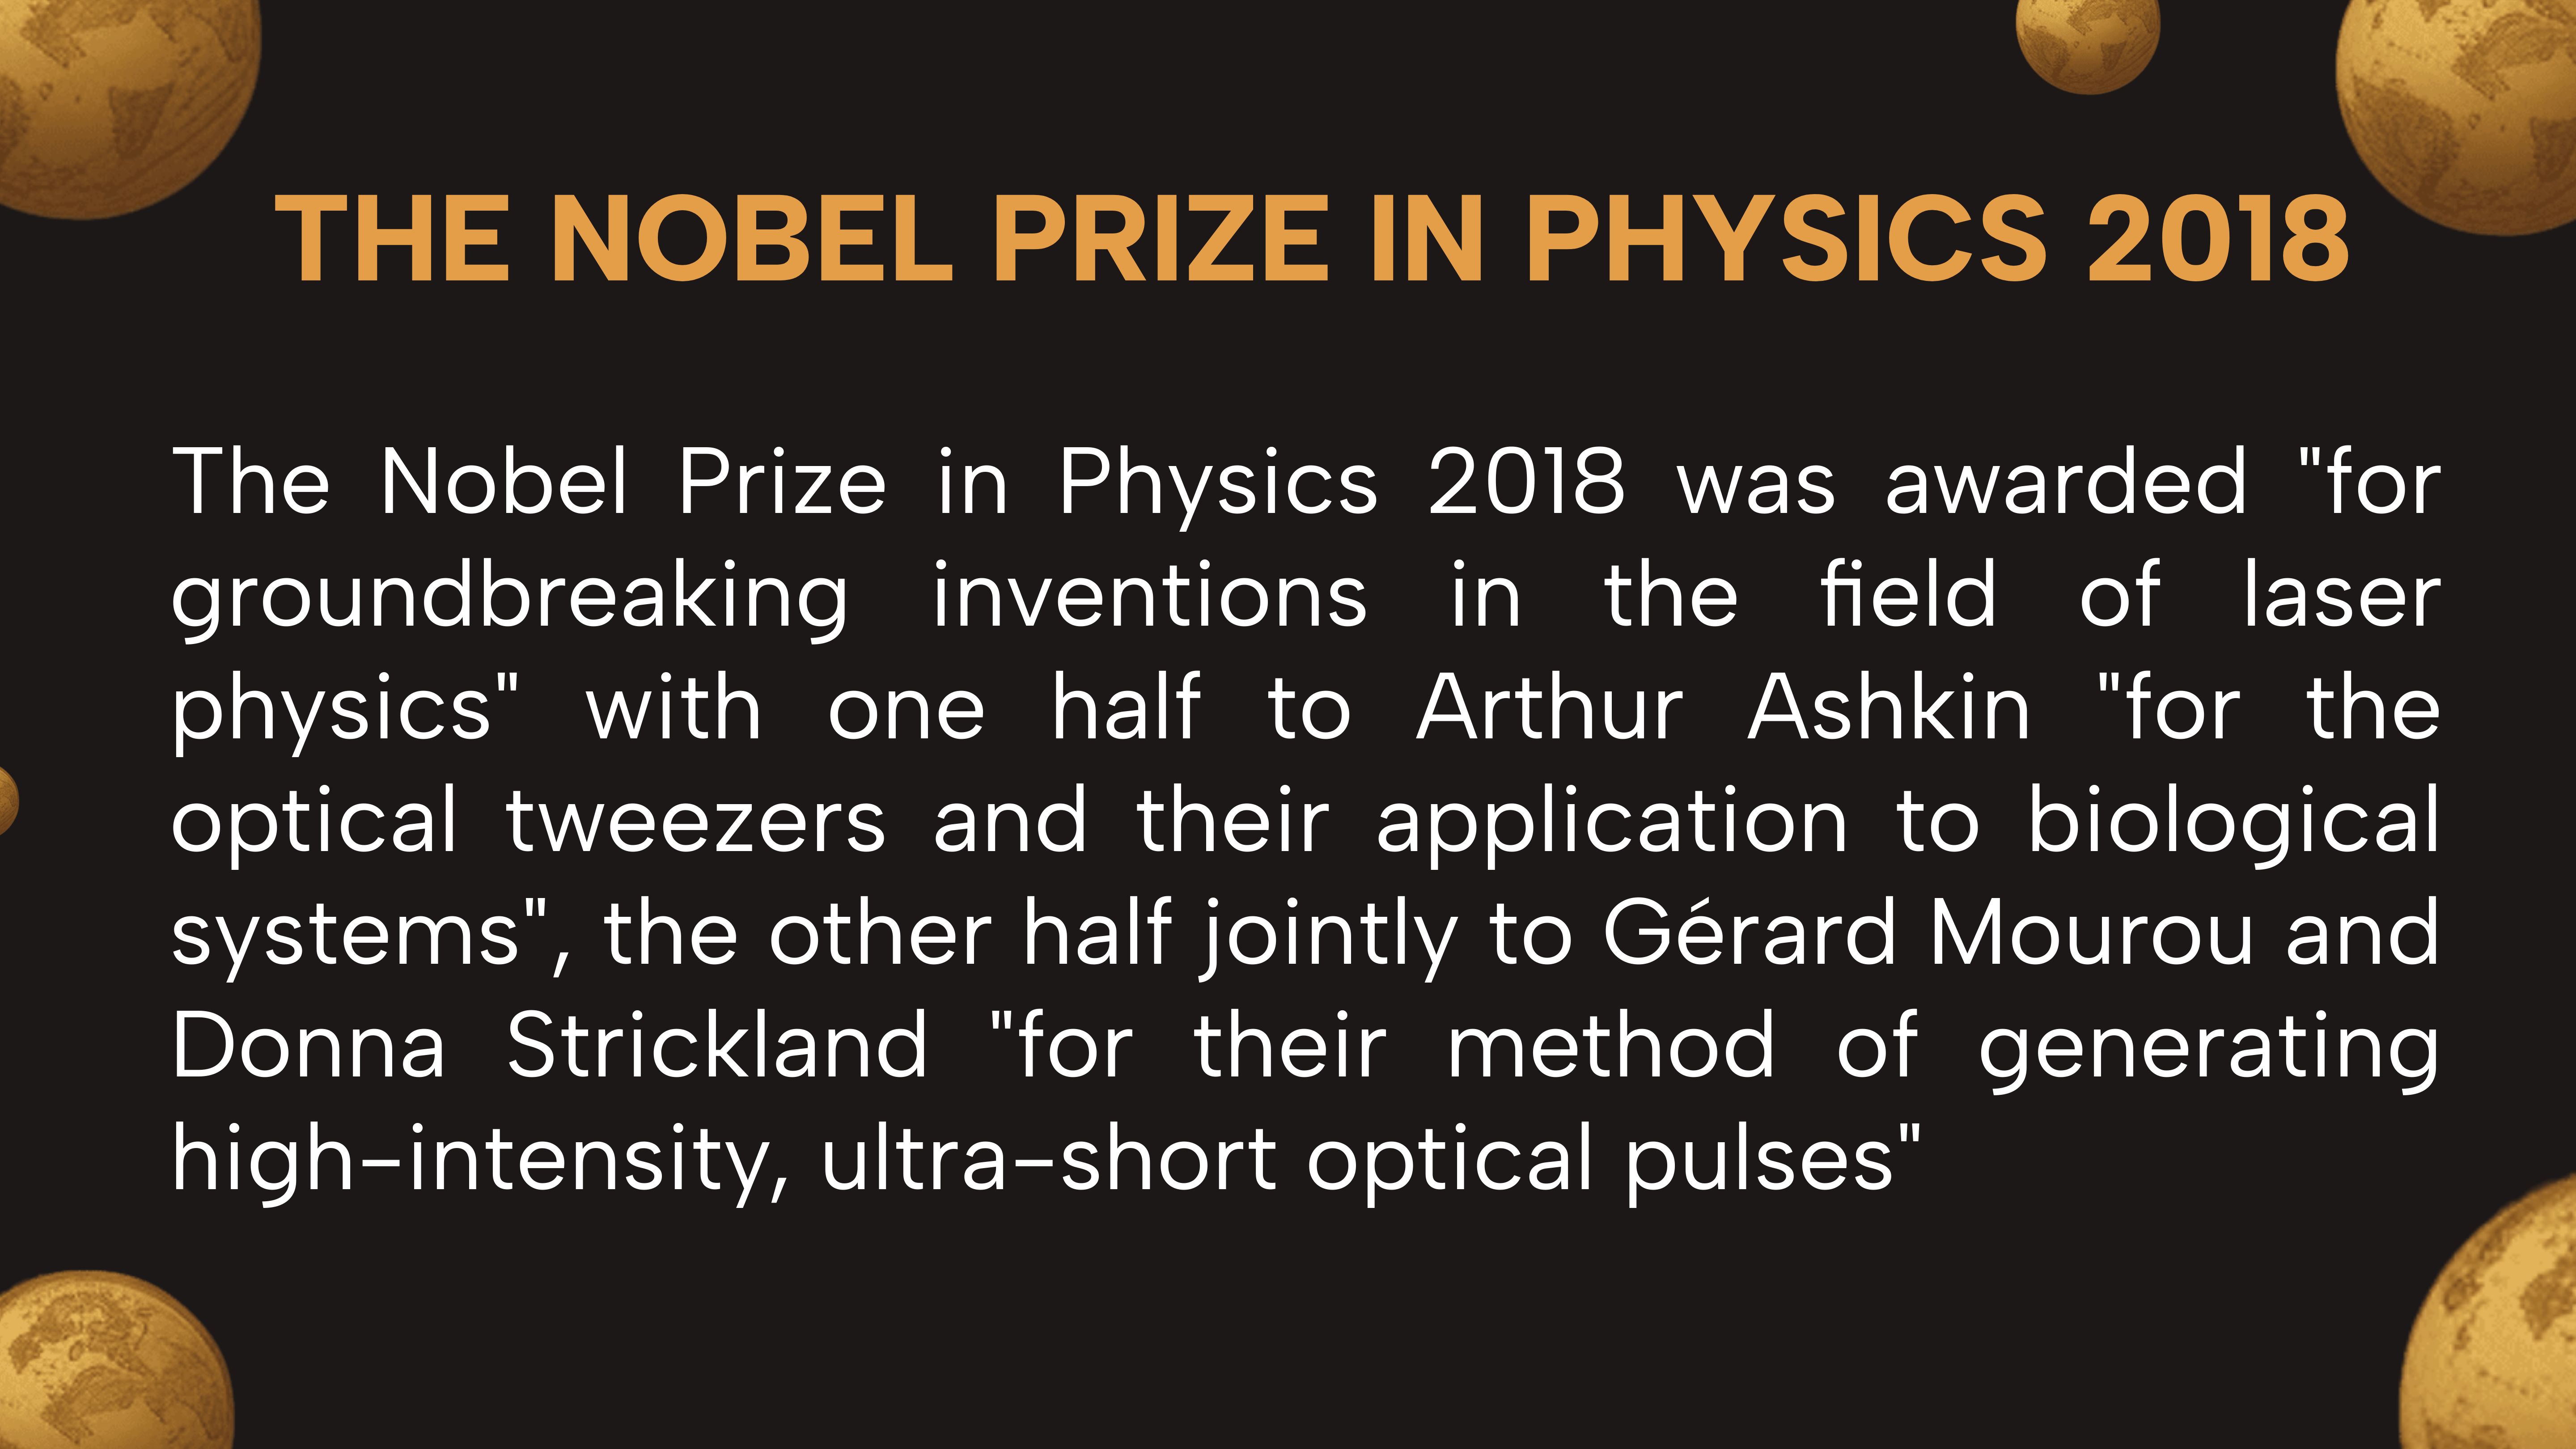 THE NOBEL PRIZE IN PHYSICS 2018
The Nobel Prize in Physics 2018 was awarded "for
groundbreaking inventions in the field of laser
physics" with one half to Arthur Ashkin "for the
optical tweezers and their application to biological
systems", the other half jointly to Gérard Mourou and
Donna Strickland "for their method of generating
high-intensity, ultra-short optical pulses"